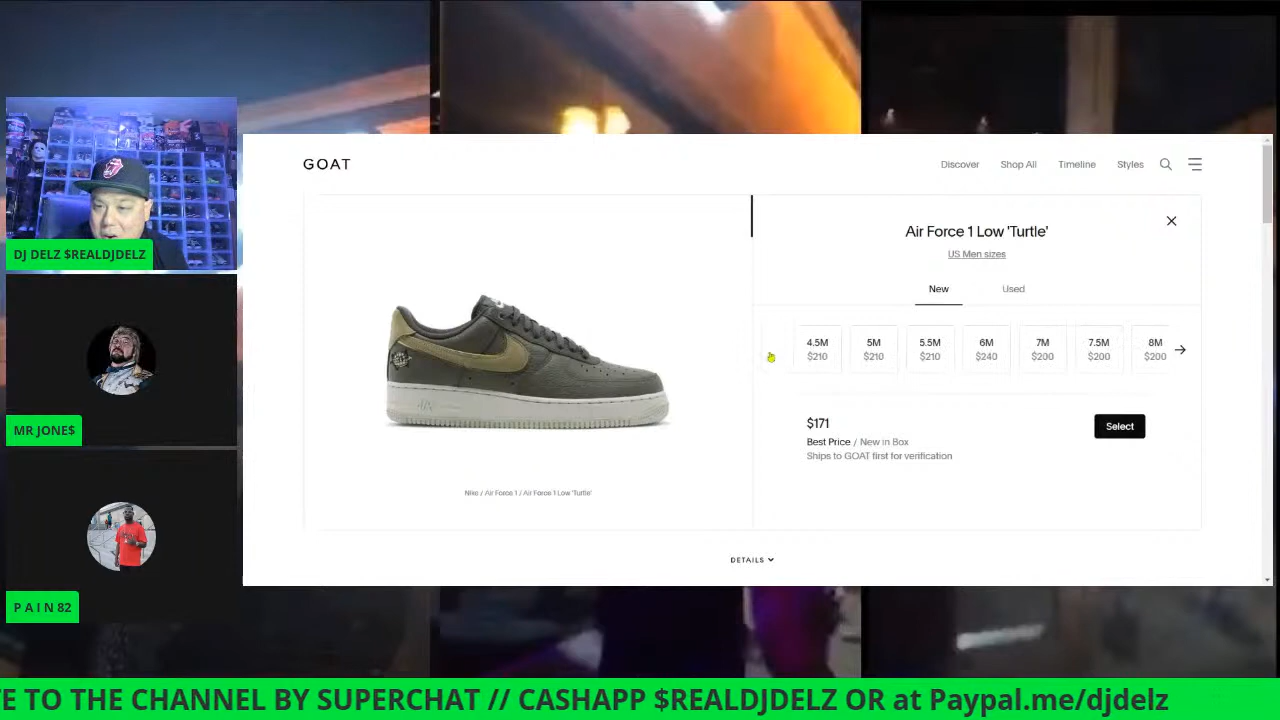 GOAT
Discover
Shop All
Timeline
Styles
Air Force 1 Low 'Turtle'
US Men sizes
New
Used
4.5M
$210
5M
$210
5.5M
$210
6M
$240
7M
$200
7.5M
$200
8M
$200
$171
Best Price / New in Box
Ships to GOAT first for verification
Select
Nike / Air Force 1 / Air Force 1 Low 'Turtle'
DETAILS
DJ DELZ $REALDJDELZ
MR JONE$
P A I N 82
TE TO THE CHANNEL BY SUPERCHAT // CASHAPP $REALDJDELZ OR at Paypal.me/djdelz